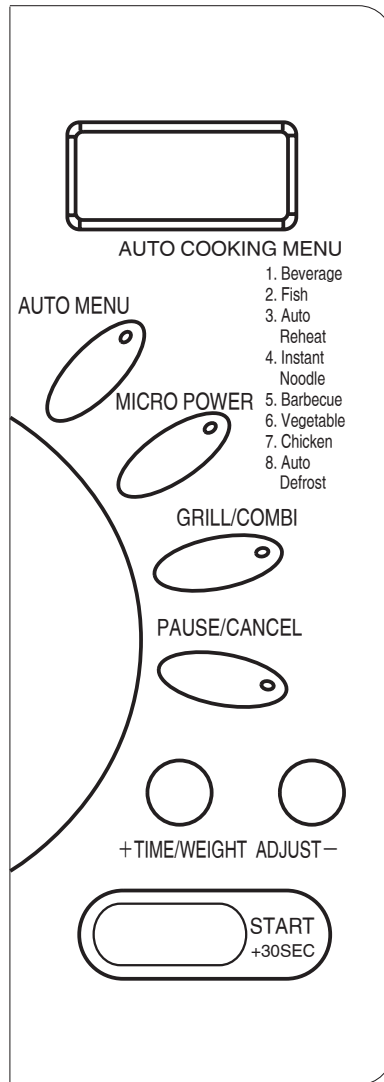 AUTO COOKING MENU
1. Beverage
2. Fish
3. Auto
Reheat
4. Instant
Noodle
5. Barbecue
6. Vegetable
7. Chicken
8. Auto
Defrost
AUTO MENU
MICRO POWER
GRILL/COMBI
PAUSE/CANCEL
+TIME/WEIGHT ADJUST−
START
+30SEC